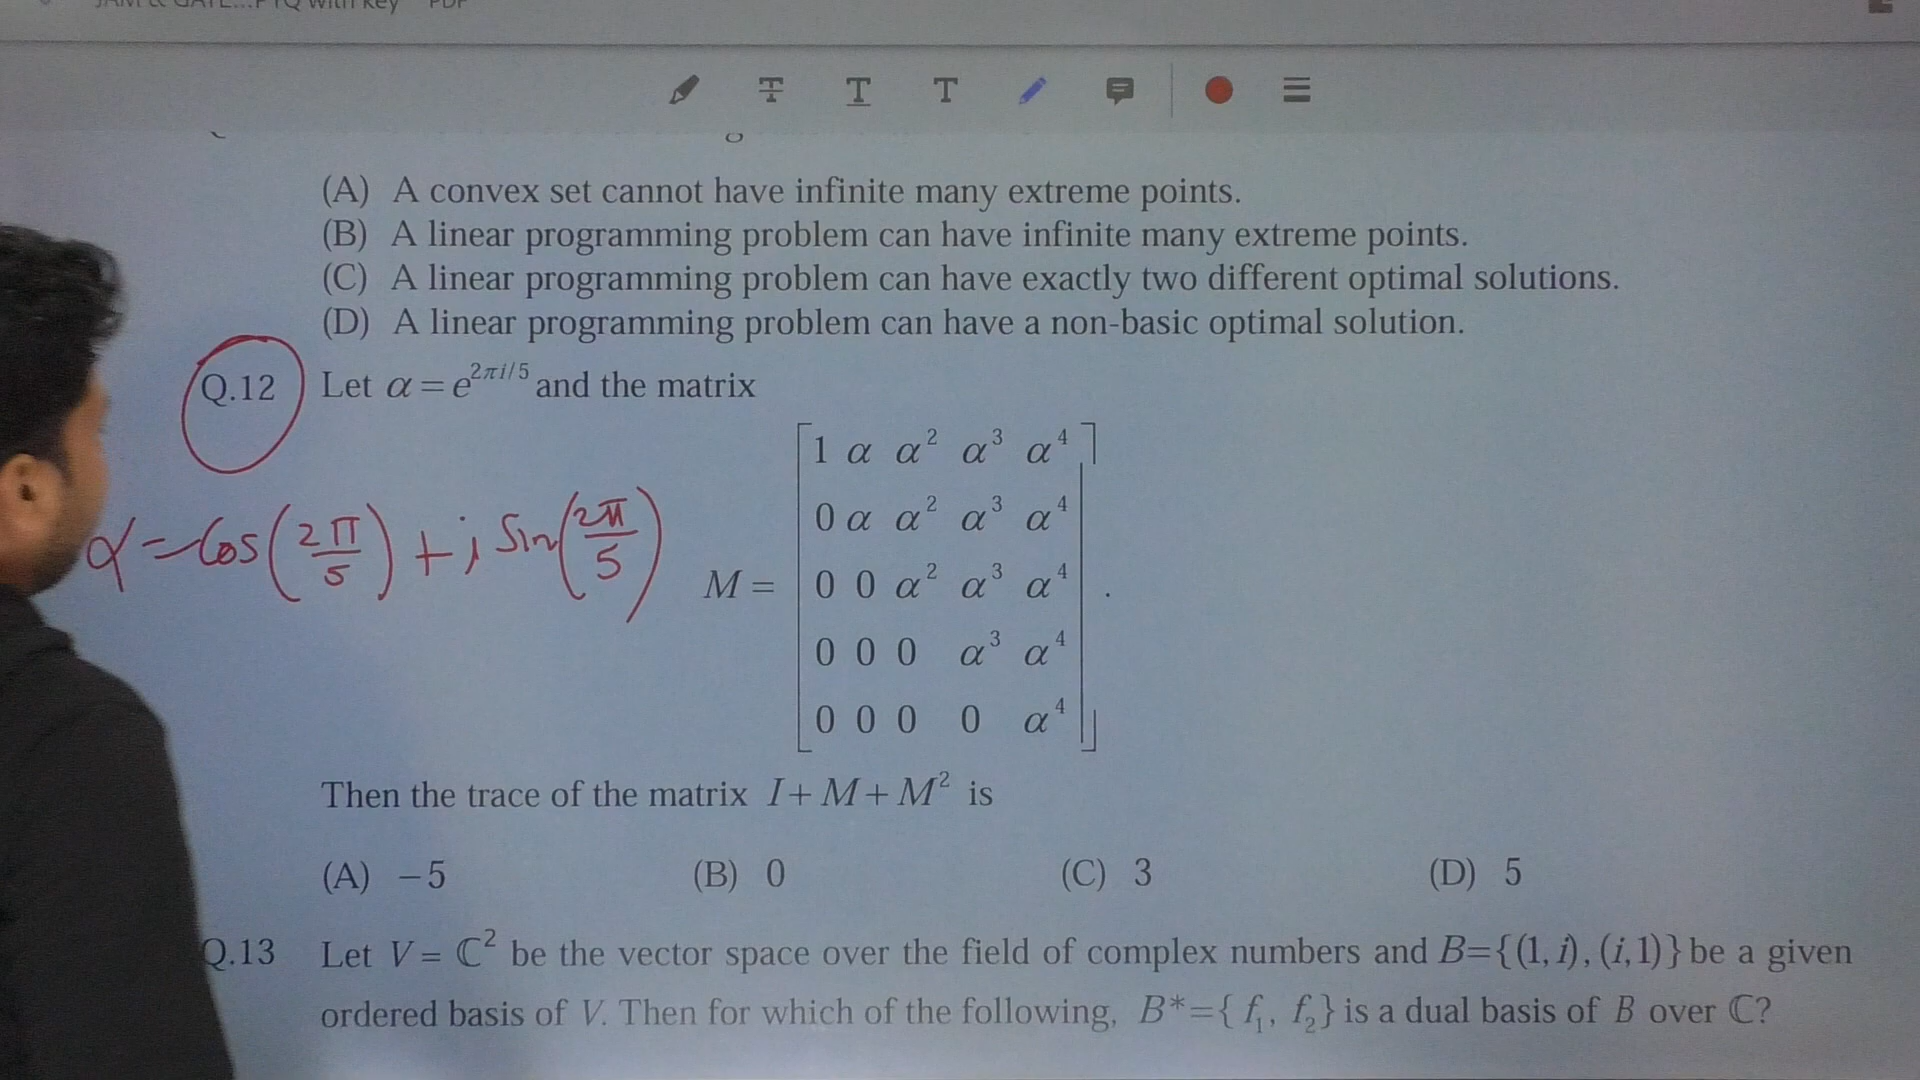 PDF
(A) A convex set cannot have infinite many extreme points.
(B) A linear programming problem can have infinite many extreme points.
(C) A linear programming problem can have exactly two different optimal solutions.
(D) A linear programming problem can have a non-basic optimal solution.
Q.12 Let α = e^{2πi/5} and the matrix
α = Cos(2π/5) + i Sin(2π/5)
M = [1 α α² α³ α⁴
0 α α² α³ α⁴
0 0 α² α³ α⁴
0 0 0 α³ α⁴
0 0 0 0 α⁴].
Then the trace of the matrix I + M + M² is
(A) −5 (B) 0 (C) 3 (D) 5
Q.13 Let V = ℂ² be the vector space over the field of complex numbers and B={(1, i), (i, 1)} be a given
ordered basis of V. Then for which of the following, B*={ f₁, f₂} is a dual basis of B over ℂ?